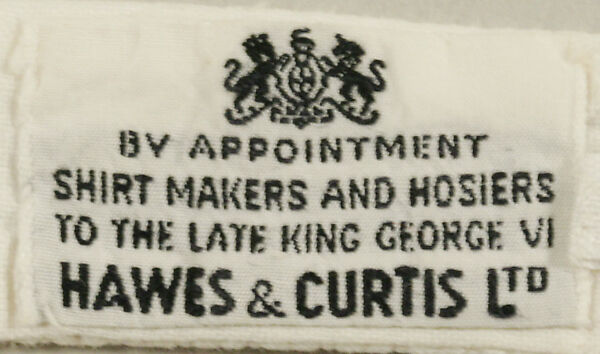 BY APPOINTMENT
SHIRT MAKERS AND HOSIERS
TO THE LATE KING GEORGE VI
HAWES & CURTIS LTD